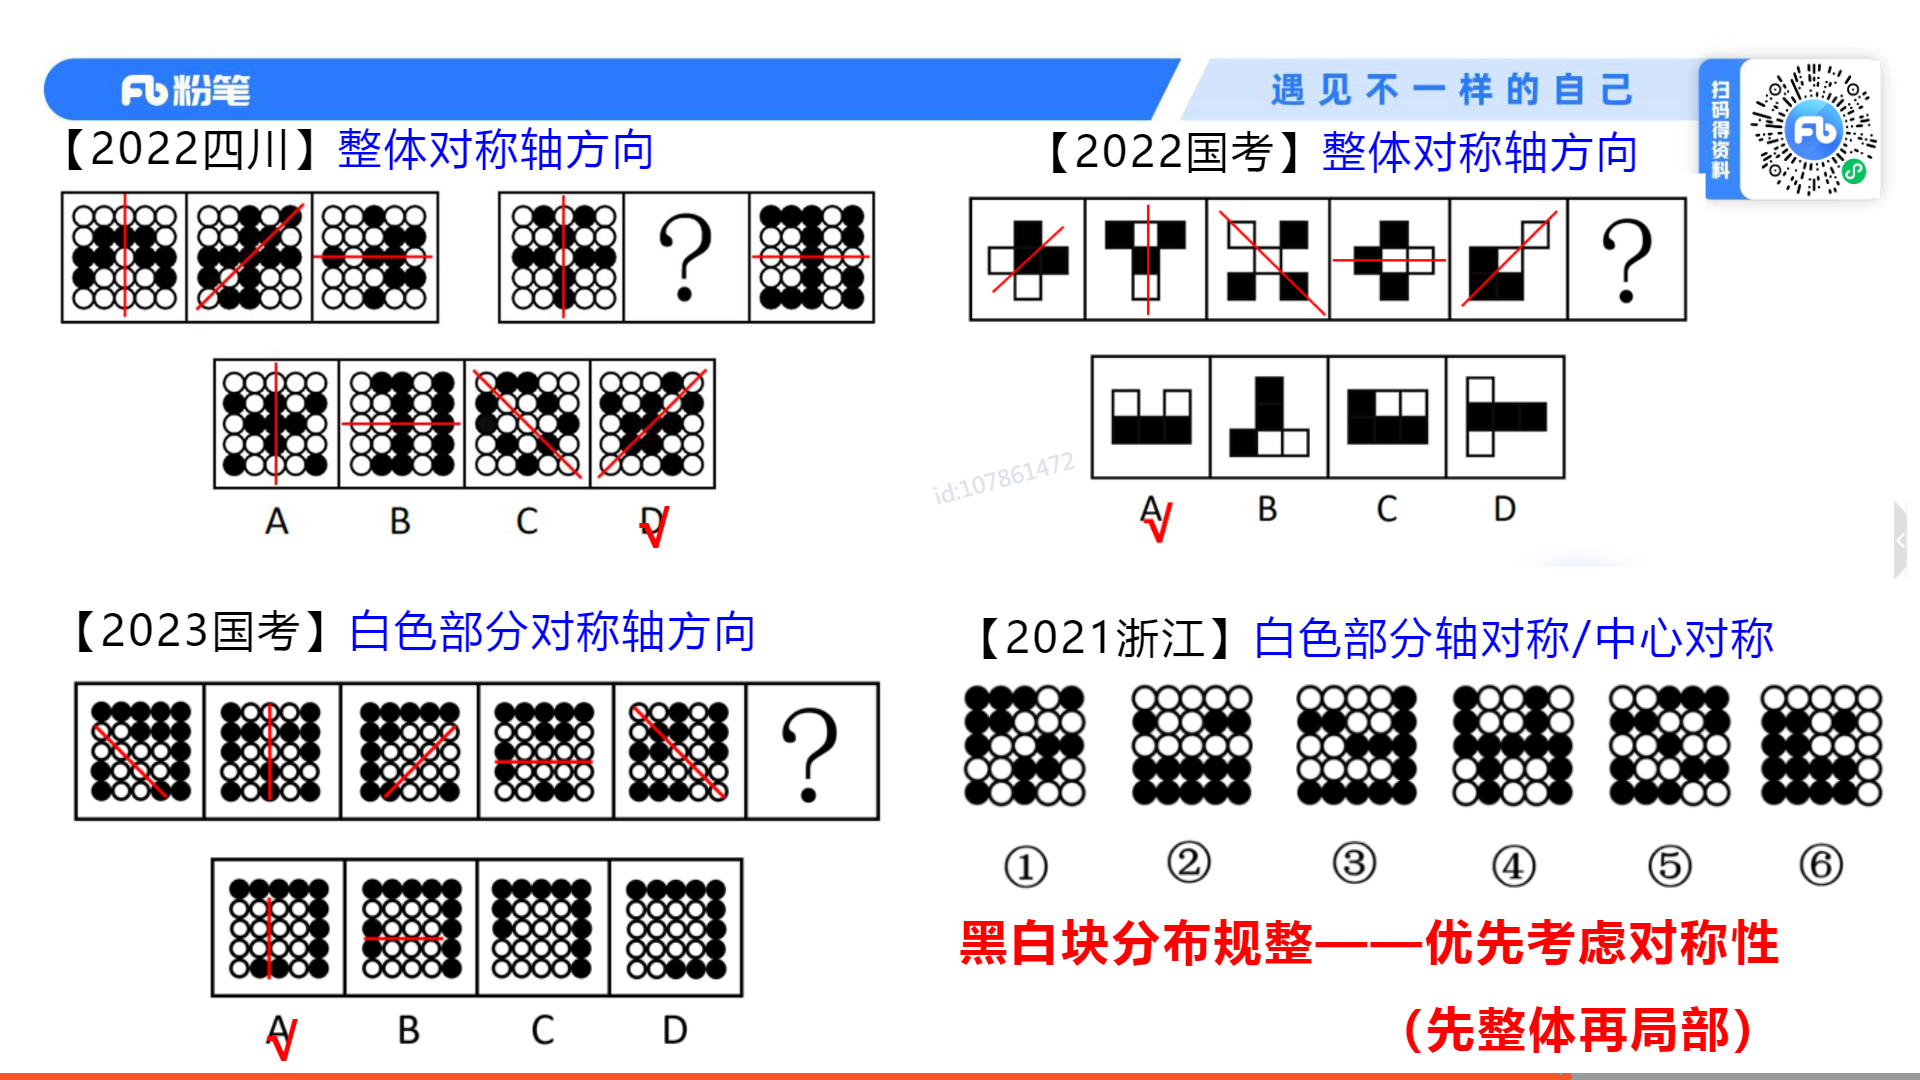 粉笔
遇见不一样的自己
扫码得资料
【2022四川】整体对称轴方向
?
A B C D
√
【2022国考】整体对称轴方向
?
A B C D
√
id:107861472
【2023国考】白色部分对称轴方向
?
A B C D
√
【2021浙江】白色部分轴对称/中心对称
① ② ③ ④ ⑤ ⑥
黑白块分布规整——优先考虑对称性
（先整体再局部）